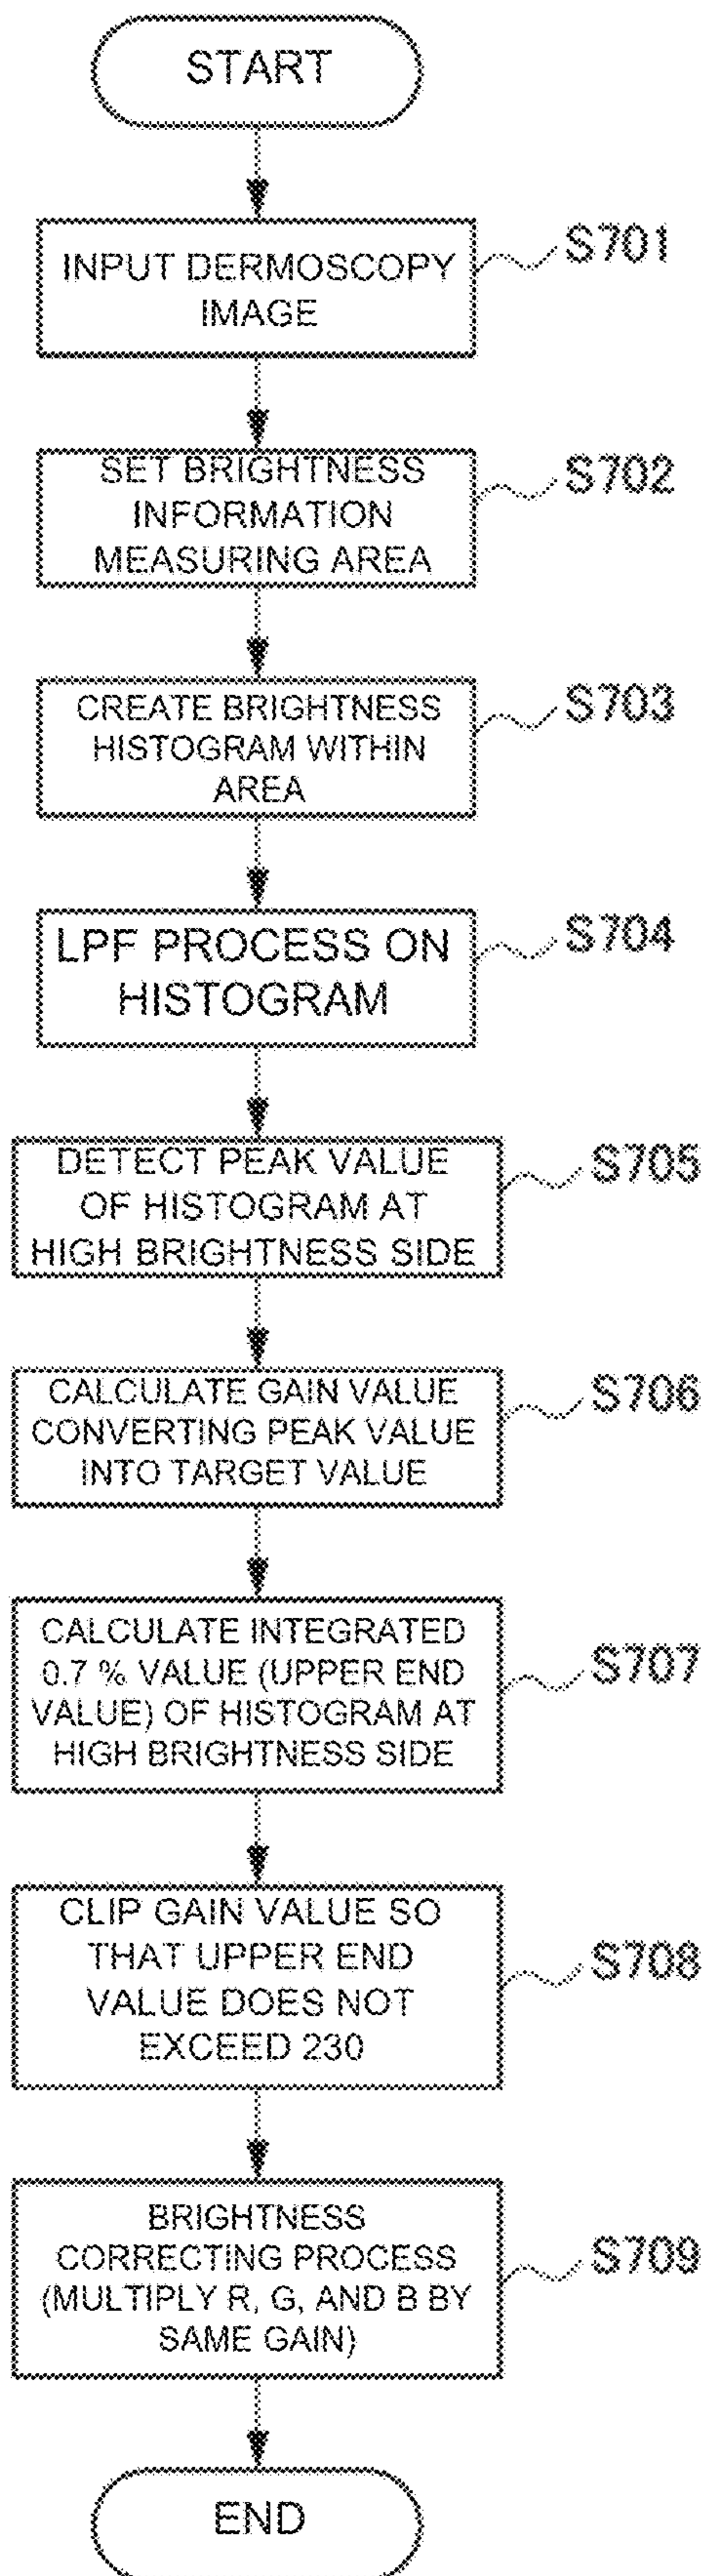 START
INPUT DERMOSCOPY
IMAGE
S701
SET BRIGHTNESS
INFORMATION
MEASURING AREA
S702
CREATE BRIGHTNESS
HISTOGRAM WITHIN
AREA
S703
LPF PROCESS ON
HISTOGRAM
S704
DETECT PEAK VALUE
OF HISTOGRAM AT
HIGH BRIGHTNESS SIDE
S705
CALCULATE GAIN VALUE
CONVERTING PEAK VALUE
INTO TARGET VALUE
S706
CALCULATE INTEGRATED
0.7 % VALUE (UPPER END
VALUE) OF HISTOGRAM AT
HIGH BRIGHTNESS SIDE
S707
CLIP GAIN VALUE SO
THAT UPPER END
VALUE DOES NOT
EXCEED 230
S708
BRIGHTNESS
CORRECTING PROCESS
(MULTIPLY R, G, AND B BY
SAME GAIN)
S709
END